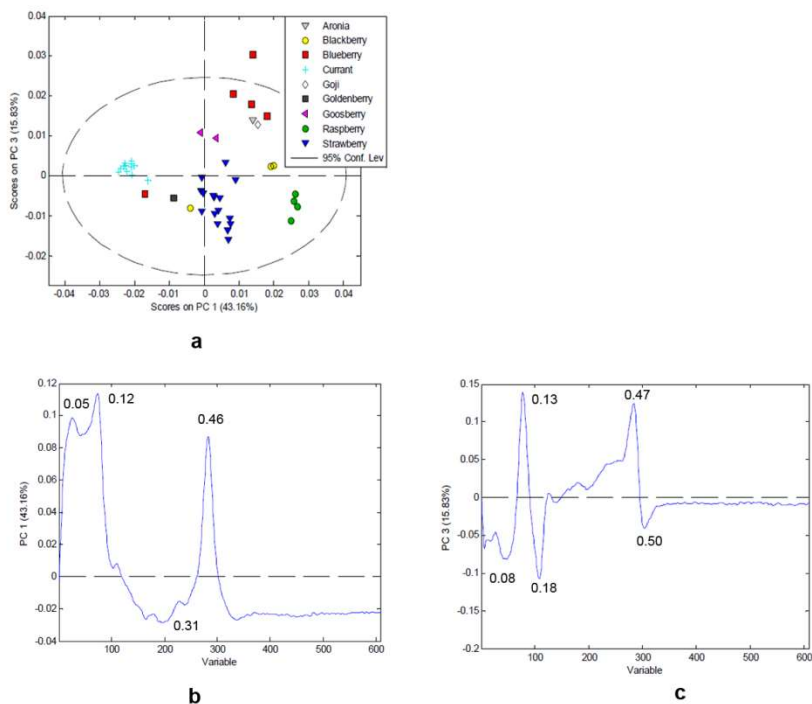 0.04
0.03
0.02
0.01
0
-0.01
-0.02
Scores on PC 3 (15.83%)
-0.04 -0.03 -0.02 -0.01 0 0.01 0.02 0.03 0.04
Scores on PC 1 (43.16%)
Aronia
Blackberry
Blueberry
Currant
Goji
Goldenberry
Goosberry
Raspberry
Strawberry
95% Conf. Lev
a
0.12
0.1
0.08
0.06
0.04
0.02
0
-0.02
-0.04
PC 1 (43.16%)
0.05
0.12
0.46
0.31
100 200 300 400 500 600
Variable
b
0.15
0.1
0.05
0
-0.05
-0.1
-0.15
-0.2
PC 3 (15.83%)
0.13
0.47
0.08
0.18
0.50
100 200 300 400 500 600
Variable
c